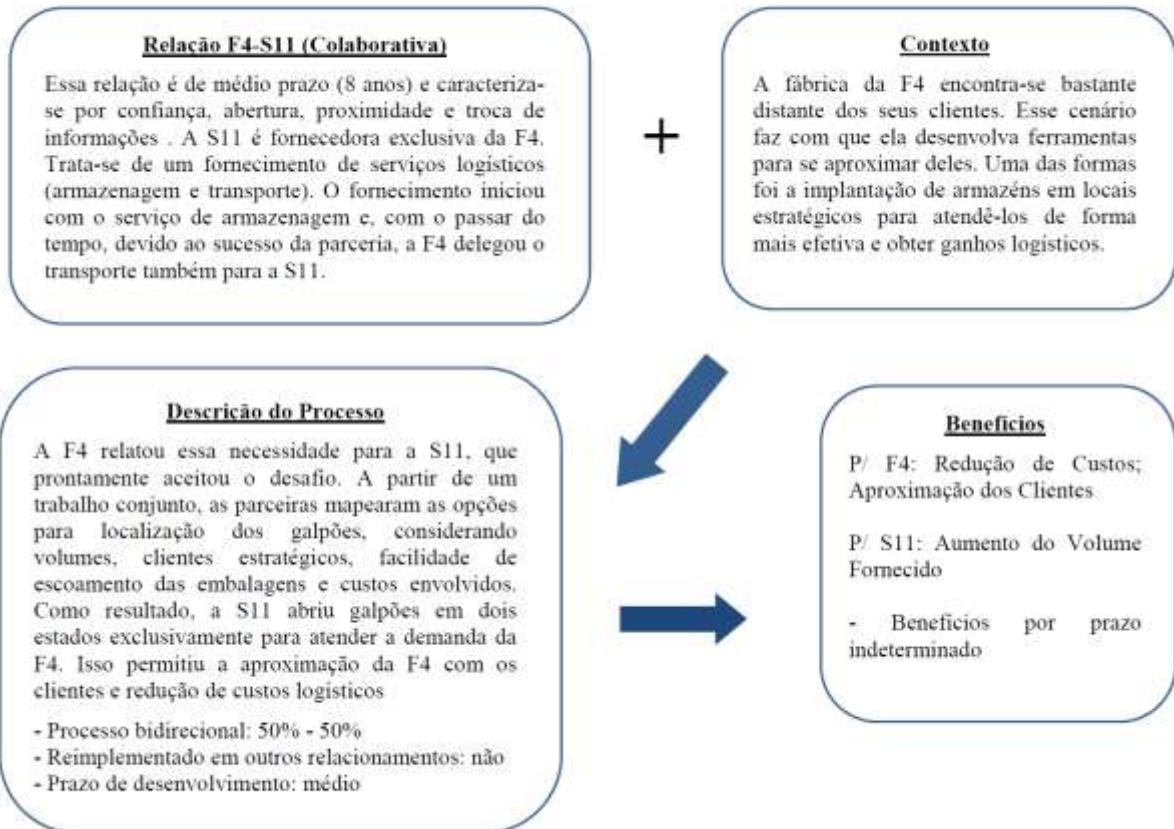 Relação F4-S11 (Colaborativa)
Essa relação é de médio prazo (8 anos) e caracteriza-
se por confiança, abertura, proximidade e troca de
informações . A S11 é fornecedora exclusiva da F4.
Trata-se de um fornecimento de serviços logísticos
(armazenagem e transporte). O fornecimento iniciou
com o serviço de armazenagem e, com o passar do
tempo, devido ao sucesso da parceria, a F4 delegou o
transporte também para a S11.
+
Contexto
A fábrica da F4 encontra-se bastante
distante dos seus clientes. Esse cenário
faz com que ela desenvolva ferramentas
para se aproximar deles. Uma das formas
foi a implantação de armazéns em locais
estratégicos para atendê-los de forma
mais efetiva e obter ganhos logísticos.
Descrição do Processo
A F4 relatou essa necessidade para a S11, que
prontamente aceitou o desafio. A partir de um
trabalho conjunto, as parceiras mapearam as opções
para localização dos galpões, considerando
volumes, clientes estratégicos, facilidade de
escoamento das embalagens e custos envolvidos.
Como resultado, a S11 abriu galpões em dois
estados exclusivamente para atender a demanda da
F4. Isso permitiu a aproximação da F4 com os
clientes e redução de custos logísticos
- Processo bidirecional: 50% - 50%
- Reimplementado em outros relacionamentos: não
- Prazo de desenvolvimento: médio
Benefícios
P/ F4: Redução de Custos;
Aproximação dos Clientes
P/ S11: Aumento do Volume
Fornecido
- Benefícios por prazo
indeterminado